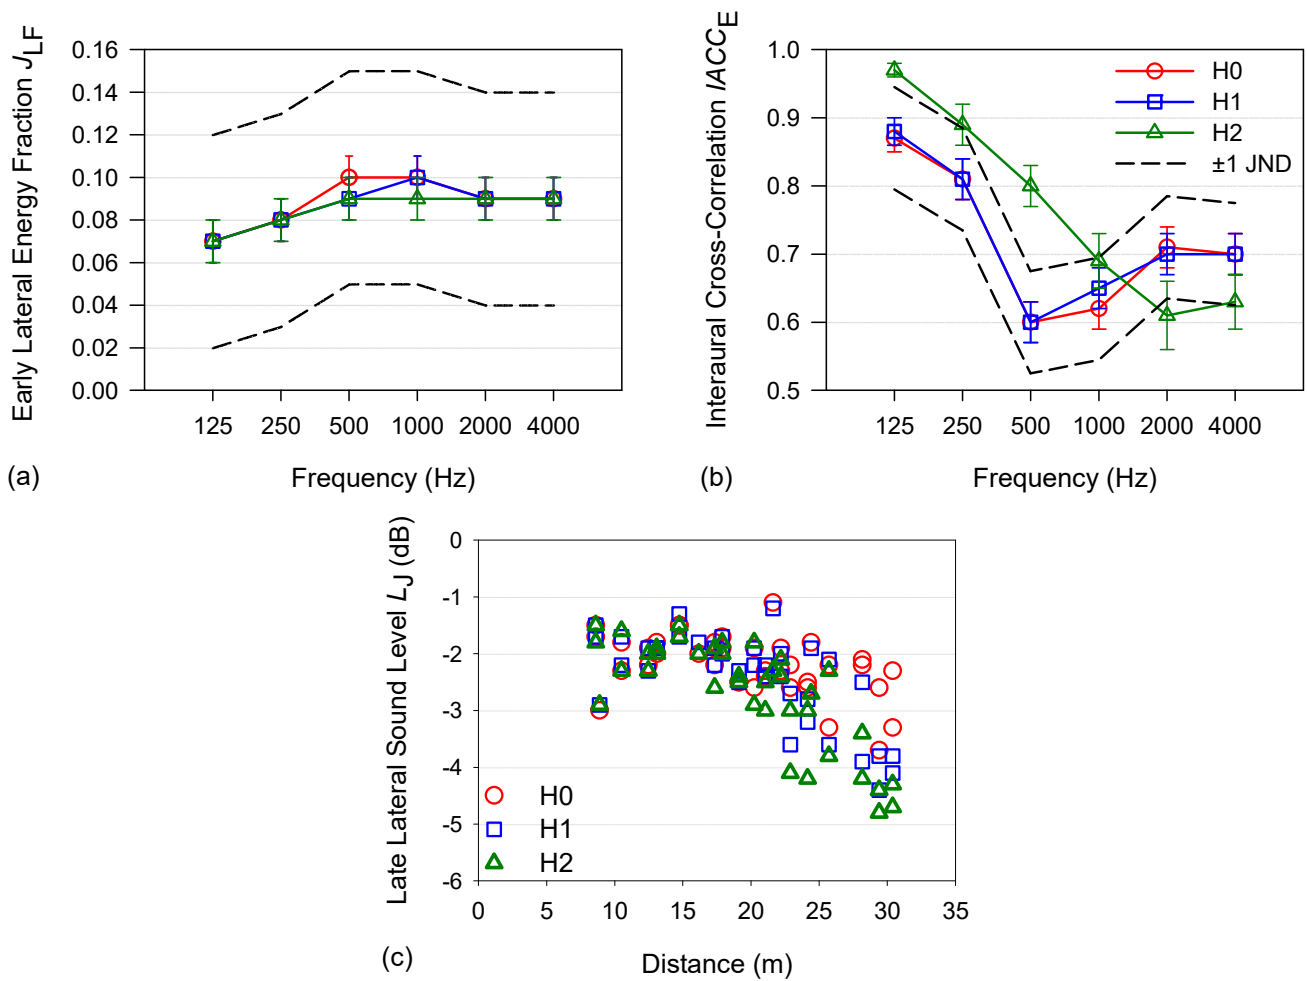 Early Lateral Energy Fraction JLF
0.16
0.14
0.12
0.10
0.08
0.06
0.04
0.02
0.00
125 250 500 1000 2000 4000
Frequency (Hz)
(a)
Interaural Cross-Correlation IACCE
1.0
0.9
0.8
0.7
0.6
0.5
H0
H1
H2
±1 JND
125 250 500 1000 2000 4000
Frequency (Hz)
(b)
Late Lateral Sound Level LJ (dB)
0
-1
-2
-3
-4
-5
-6
H0
H1
H2
0 5 10 15 20 25 30 35
Distance (m)
(c)